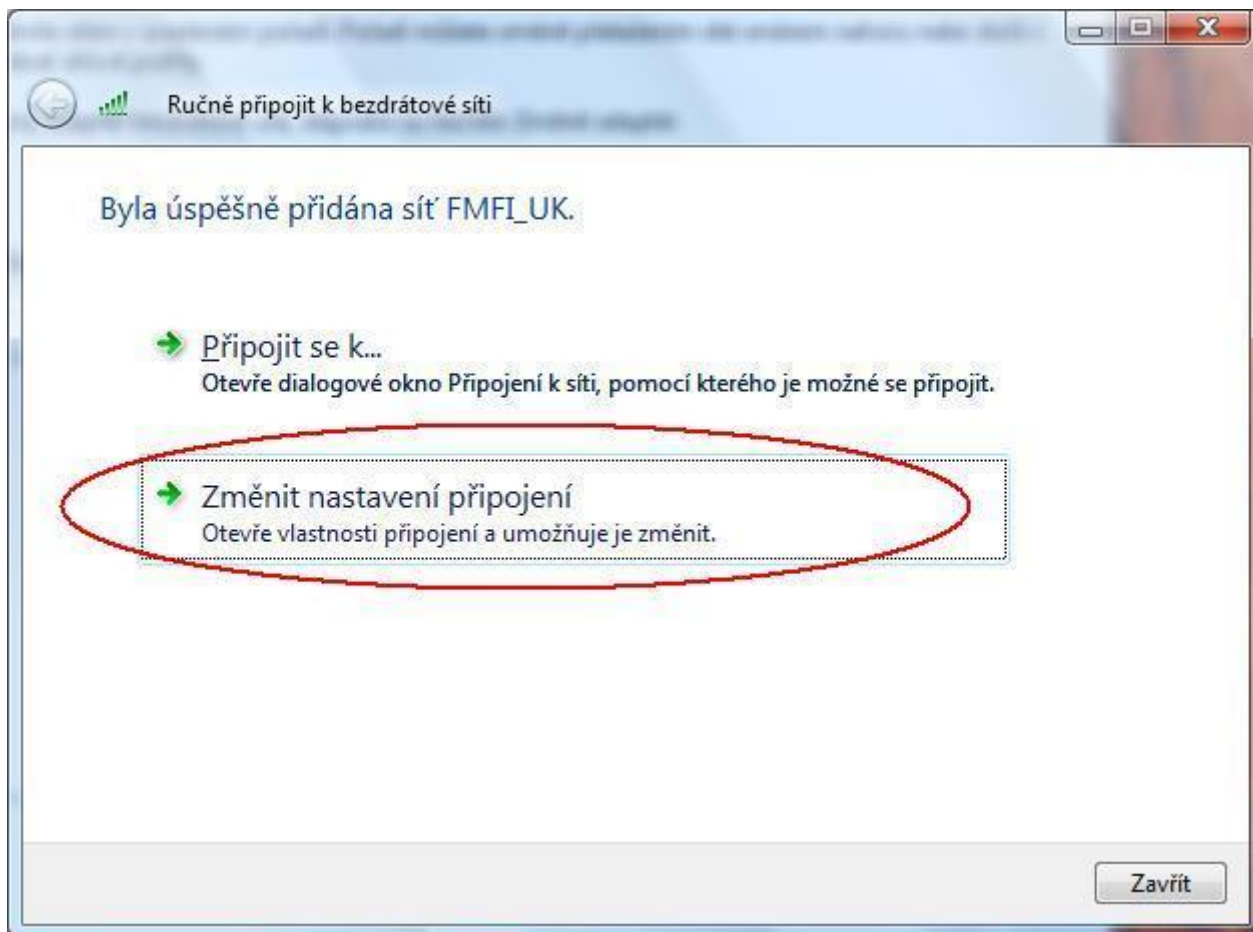 Ručně připojit k bezdrátové síti
Byla úspěšně přidána síť FMFI_UK.
Připojit se k...
Otevře dialogové okno Připojení k síti, pomocí kterého je možné se připojit.
Změnit nastavení připojení
Otevře vlastnosti připojení a umožňuje je změnit.
Zavřít